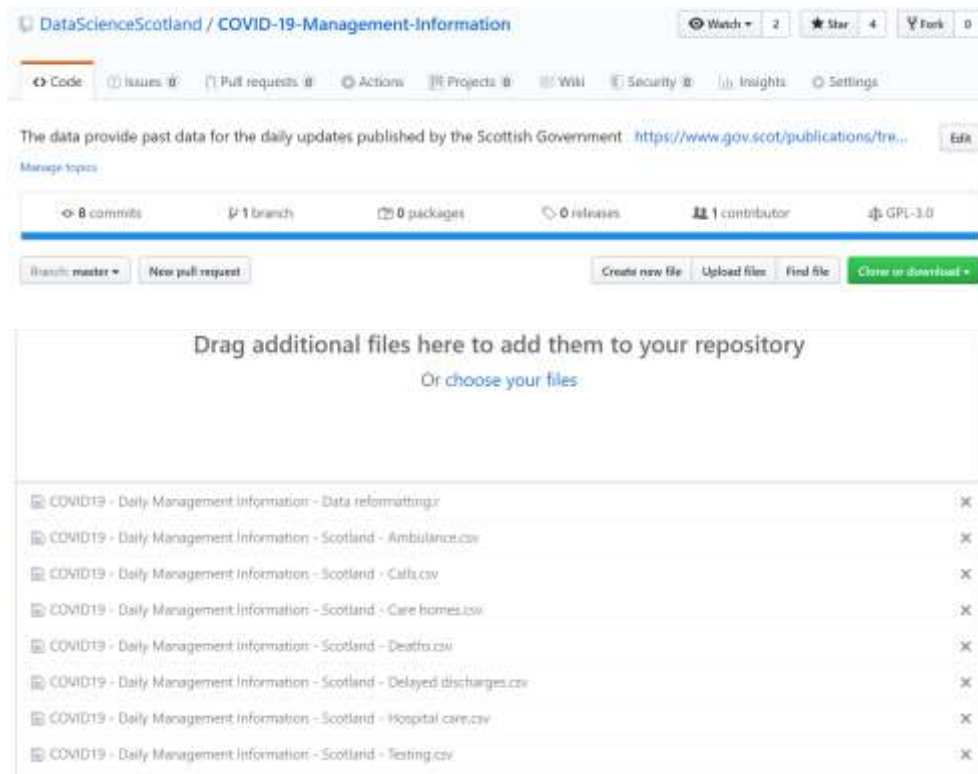 DataScienceScotland / COVID-19-Management-Information
Watch 2 Star 4 Fork 0
Code Issues 0 Pull requests 0 Actions Projects 0 Wiki Security 0 Insights Settings
The data provide past data for the daily updates published by the Scottish Government https://www.gov.scot/publications/tre... Edit
Manage topics
8 commits 1 branch 0 packages 0 releases 1 contributor GPL-3.0
Branch: master New pull request Create new file Upload files Find file Clone or download
Drag additional files here to add them to your repository
Or choose your files
COVID19 - Daily Management Information - Data reformatting.r
COVID19 - Daily Management Information - Scotland - Ambulance.csv
COVID19 - Daily Management Information - Scotland - Calls.csv
COVID19 - Daily Management Information - Scotland - Care homes.csv
COVID19 - Daily Management Information - Scotland - Deaths.csv
COVID19 - Daily Management Information - Scotland - Delayed discharges.csv
COVID19 - Daily Management Information - Scotland - Hospital care.csv
COVID19 - Daily Management Information - Scotland - Testing.csv